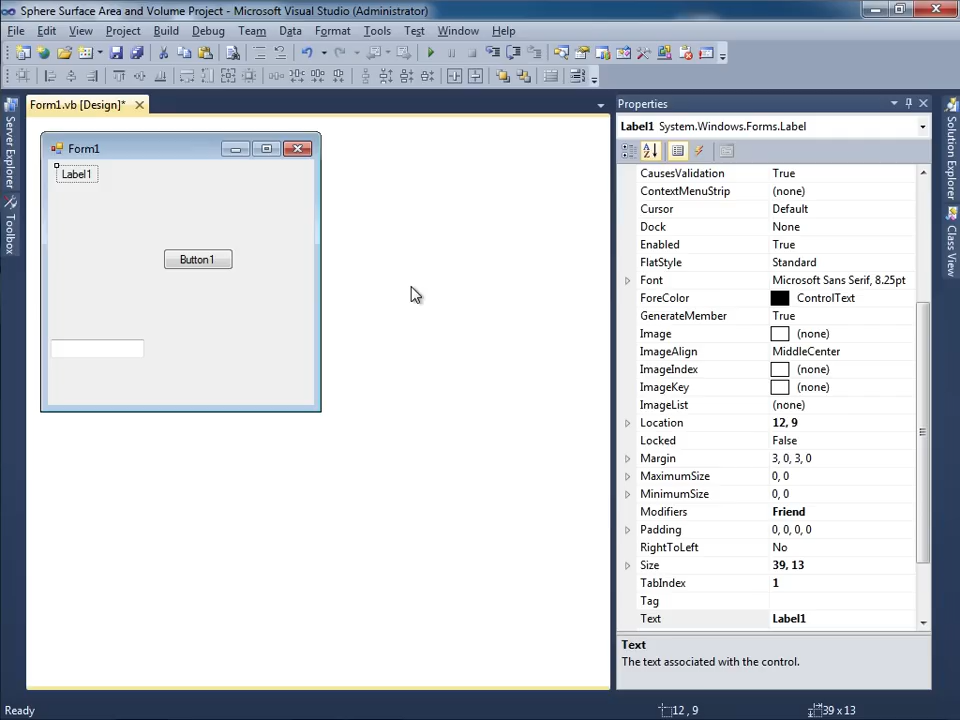 Sphere Surface Area and Volume Project - Microsoft Visual Studio (Administrator)
File Edit View Project Build Debug Team Data Format Tools Test Window Help
Form1.vb [Design]*
Properties
Label1 System.Windows.Forms.Label
Server Explorer
Toolbox
Solution Explorer
Class View
Form1
Label1
Button1
CausesValidation True
ContextMenuStrip (none)
Cursor Default
Dock None
Enabled True
FlatStyle Standard
Font Microsoft Sans Serif, 8.25pt
ForeColor ControlText
GenerateMember True
Image (none)
ImageAlign MiddleCenter
ImageIndex (none)
ImageKey (none)
ImageList (none)
Location 12, 9
Locked False
Margin 3, 0, 3, 0
MaximumSize 0, 0
MinimumSize 0, 0
Modifiers Friend
Padding 0, 0, 0, 0
RightToLeft No
Size 39, 13
TabIndex 1
Tag
Text Label1
Text
The text associated with the control.
Ready
12 , 9
39 x 13